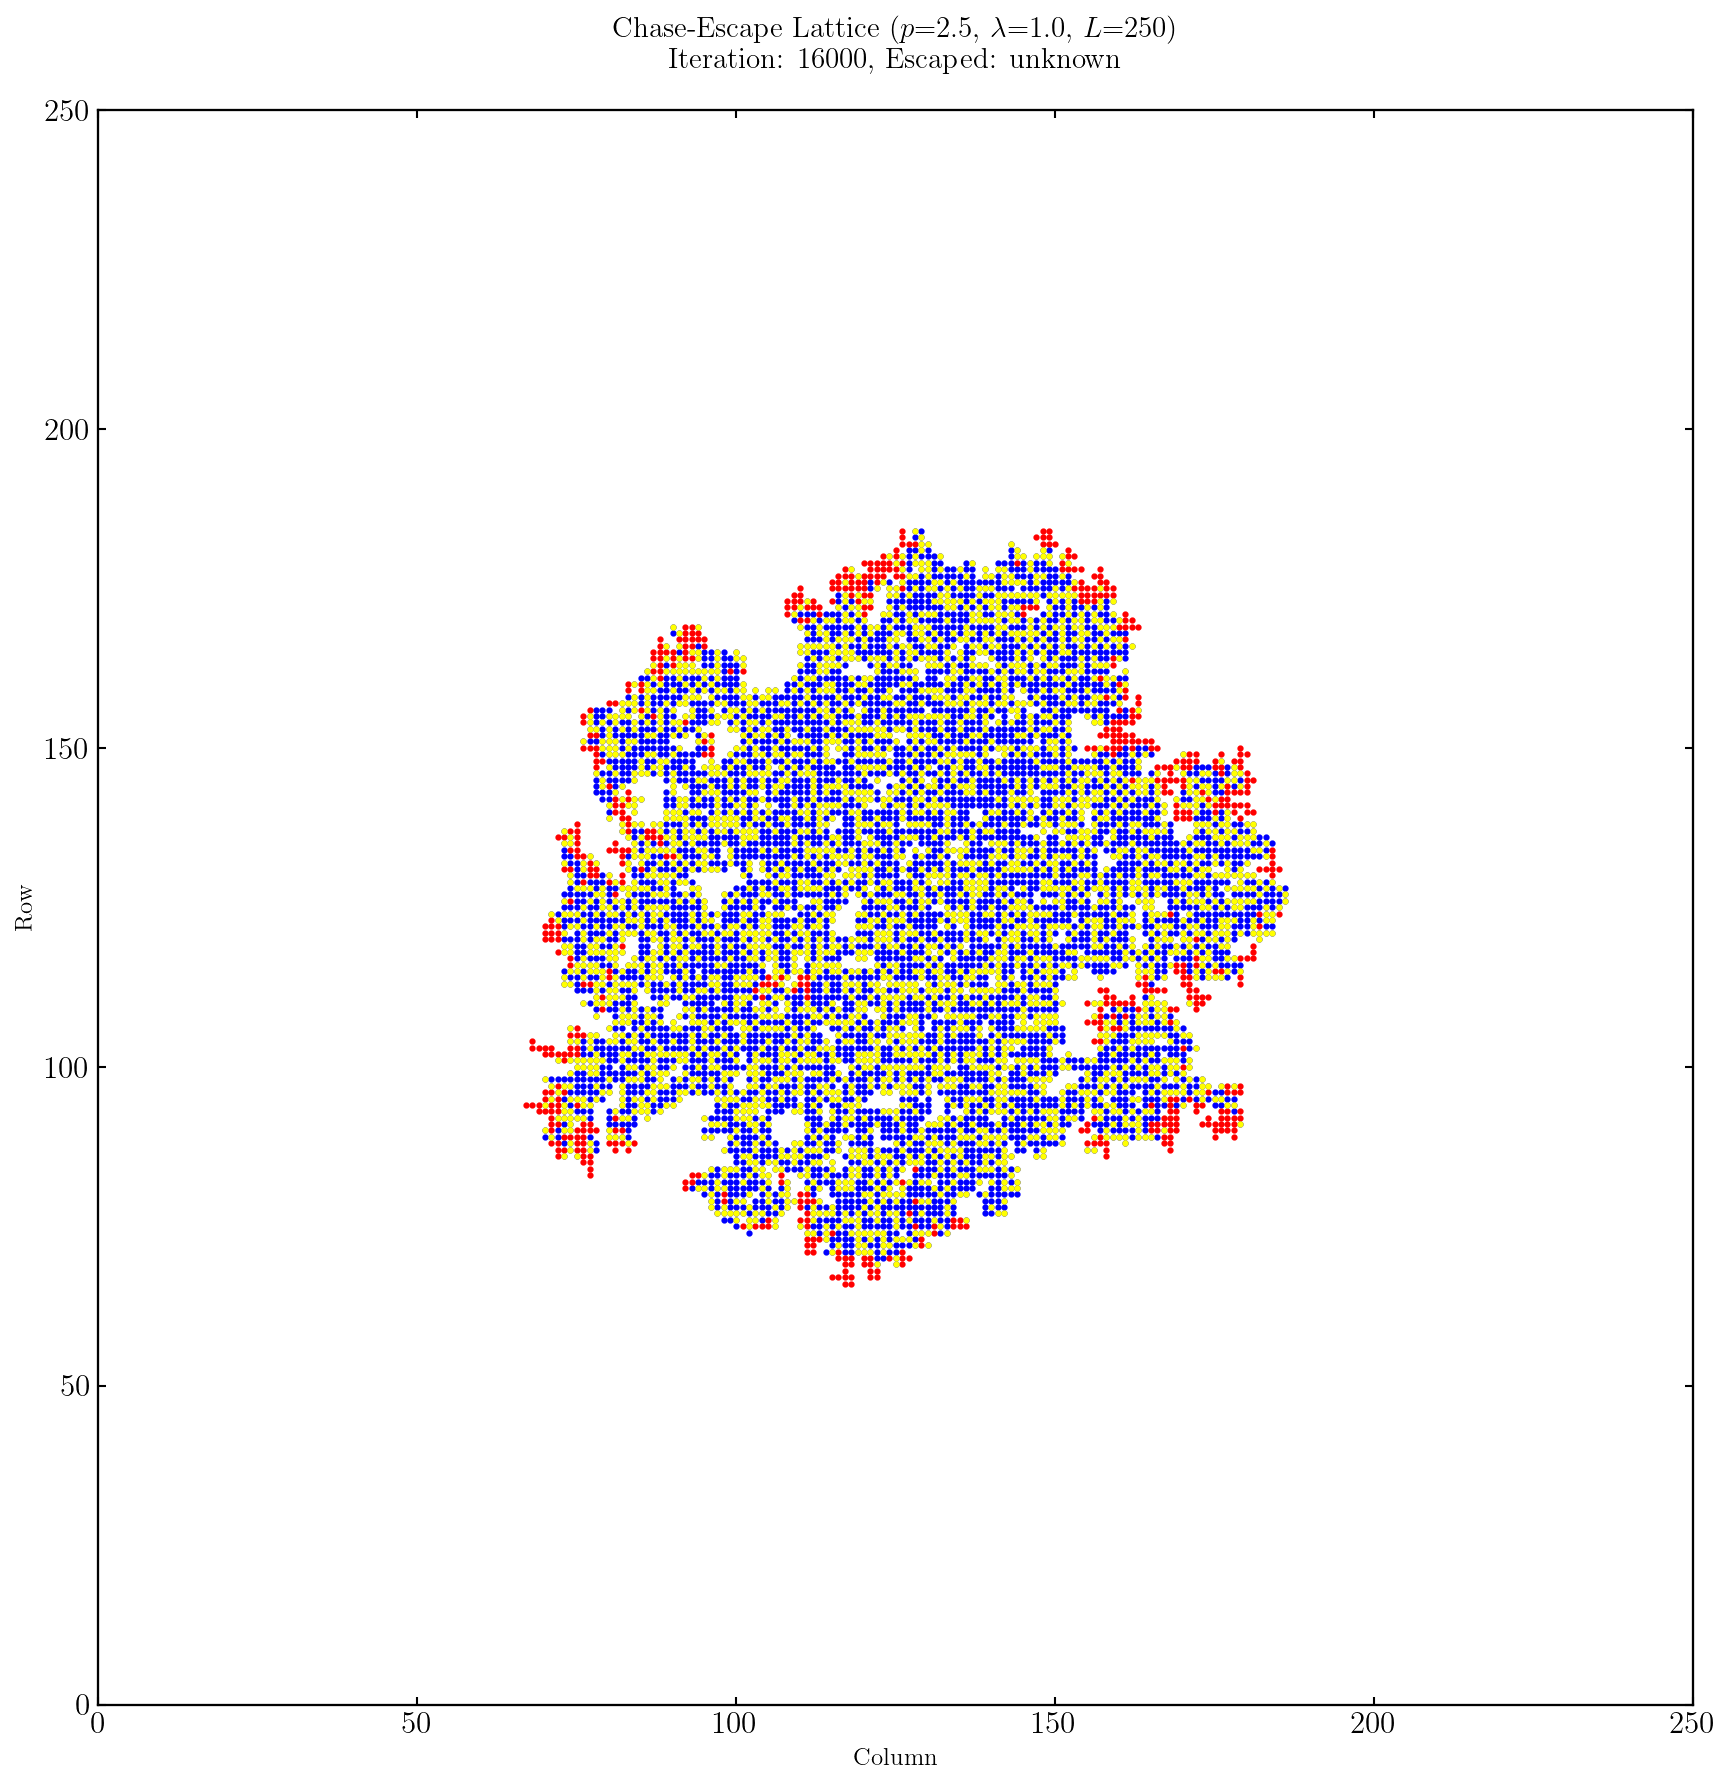 Chase-Escape Lattice (p=2.5, λ=1.0, L=250)
Iteration: 16000, Escaped: unknown
250
200
150
100
50
0
Row
0 50 100 150 200 250
Column